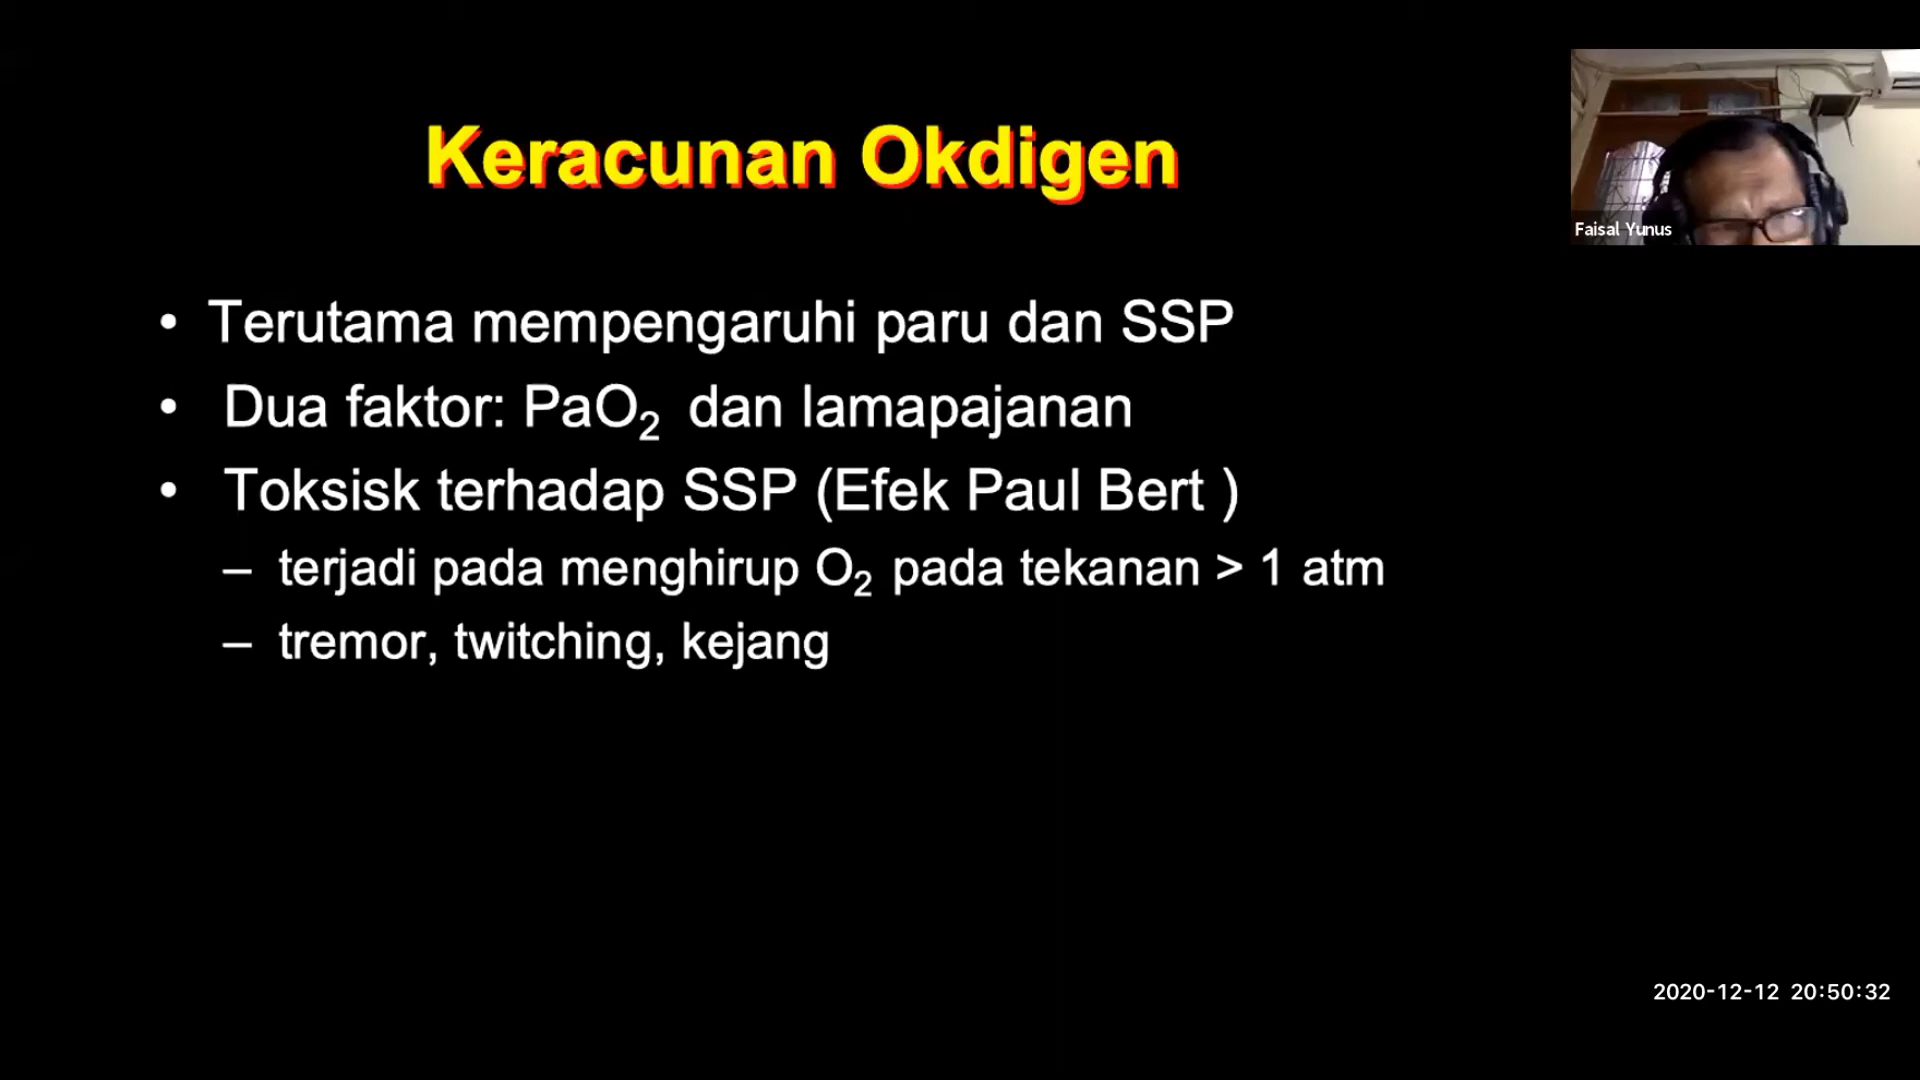 Keracunan Okdigen
Faisal Yunus
• Terutama mempengaruhi paru dan SSP
• Dua faktor: PaO₂ dan lamapajanan
• Toksisk terhadap SSP (Efek Paul Bert )
– terjadi pada menghirup O₂ pada tekanan > 1 atm
– tremor, twitching, kejang
2020-12-12 20:50:32